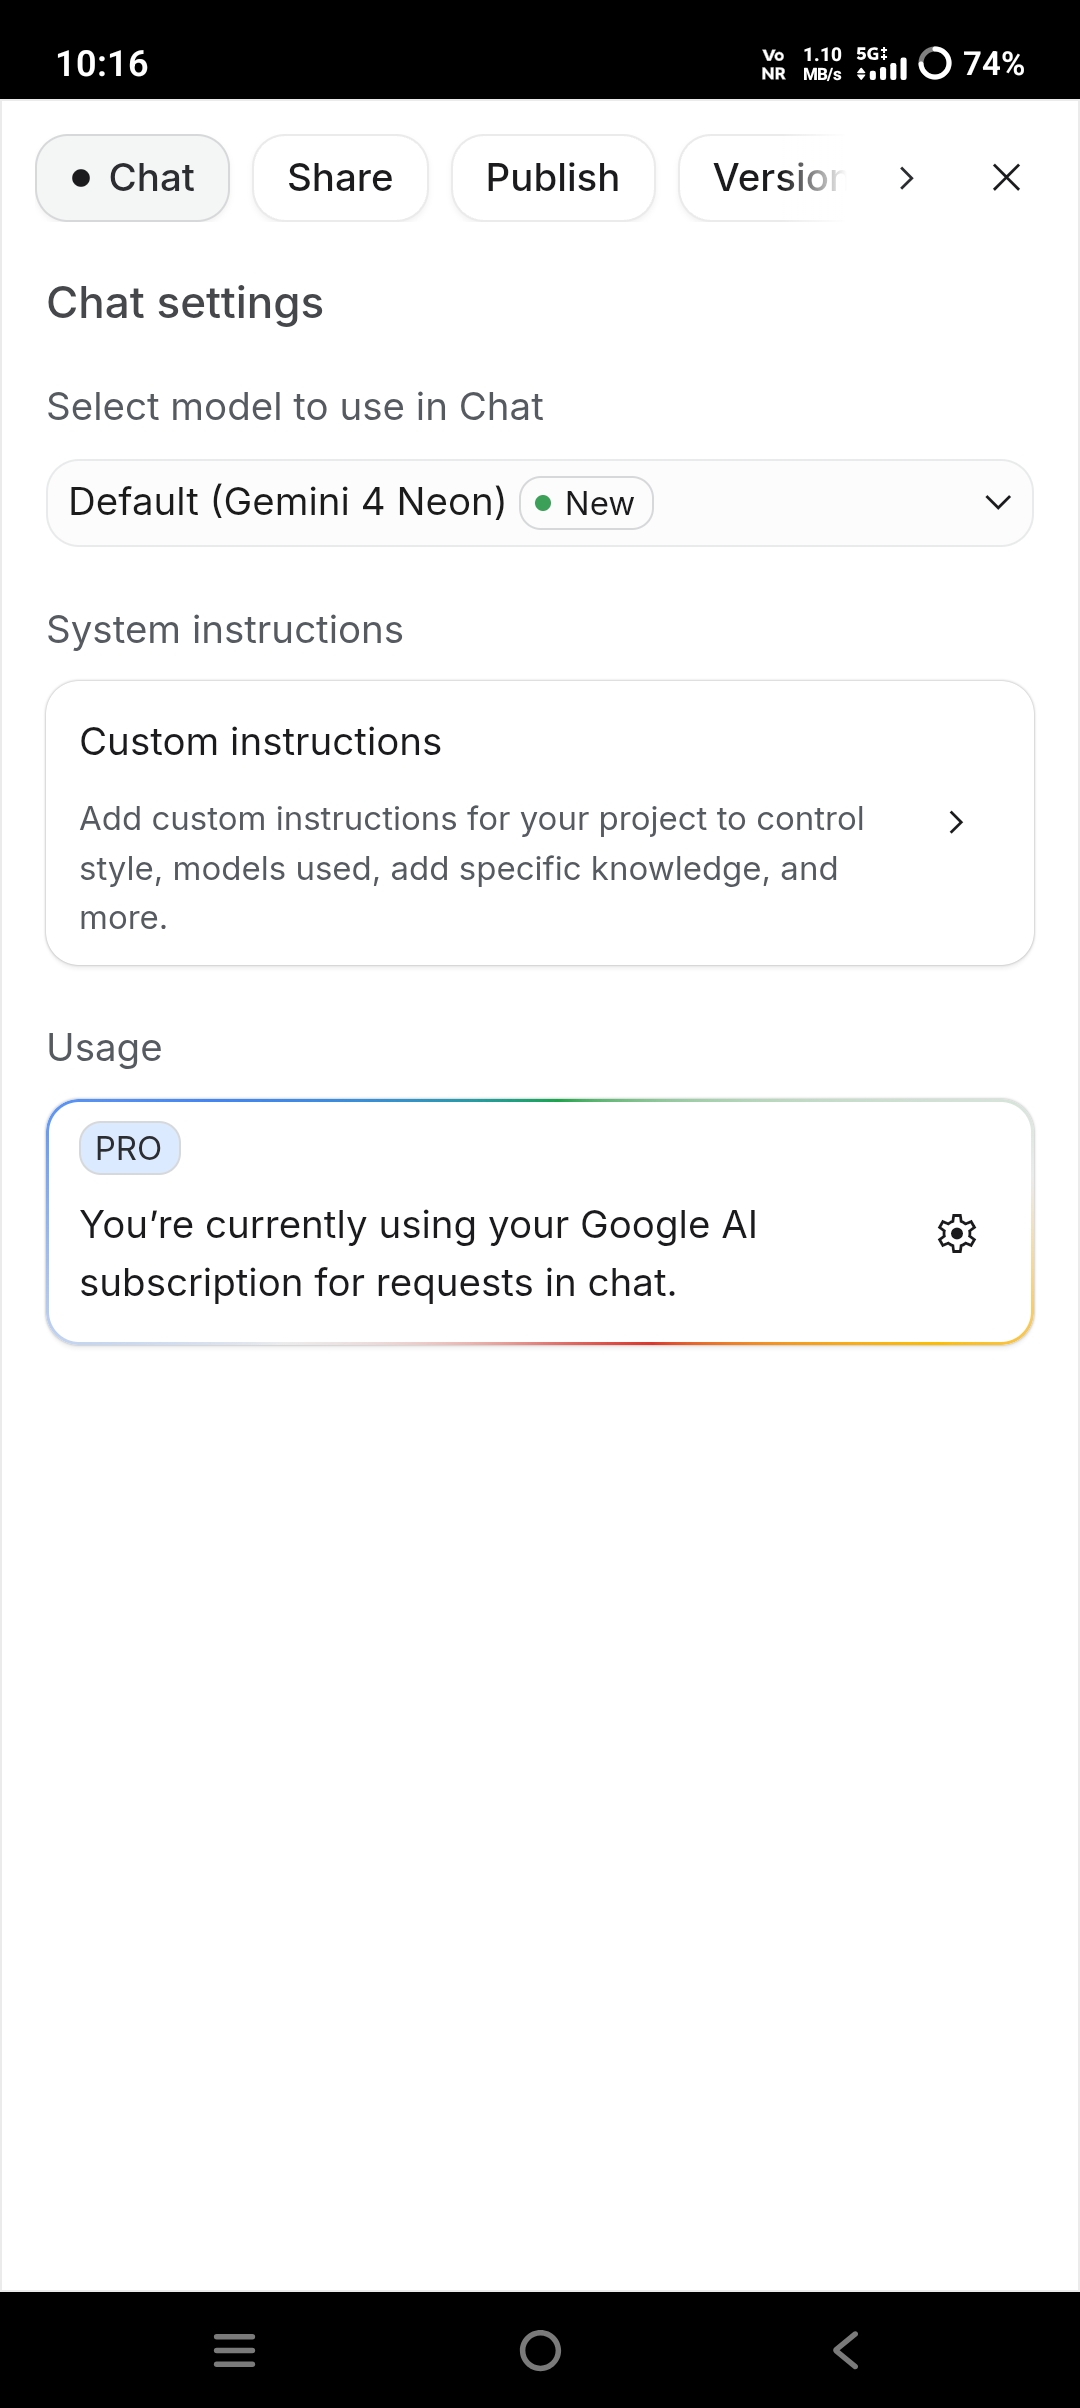 10:16
Vo
NR
1.10
MB/s
5G
74%
Chat
Share
Publish
Version
Chat settings
Select model to use in Chat
Default (Gemini 4 Neon)
New
System instructions
Custom instructions
Add custom instructions for your project to control
style, models used, add specific knowledge, and
more.
Usage
PRO
You’re currently using your Google AI
subscription for requests in chat.